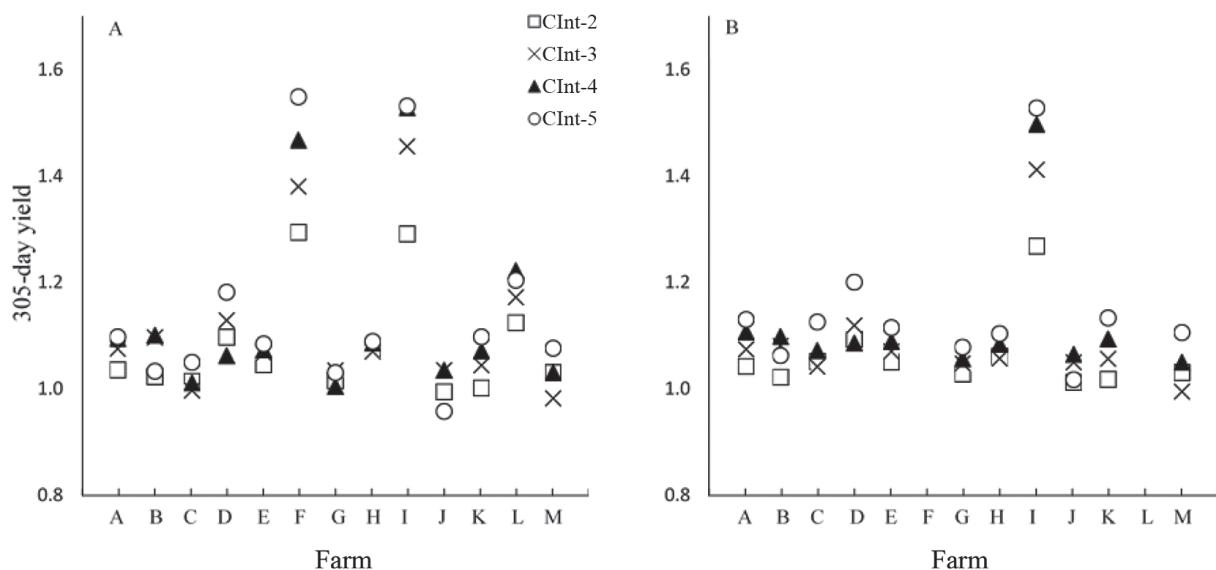 A
CInt-2
CInt-3
CInt-4
CInt-5
305-day yield
1.6
1.4
1.2
1.0
0.8
A B C D E F G H I J K L M
Farm
B
1.6
1.4
1.2
1.0
0.8
A B C D E F G H I J K L M
Farm